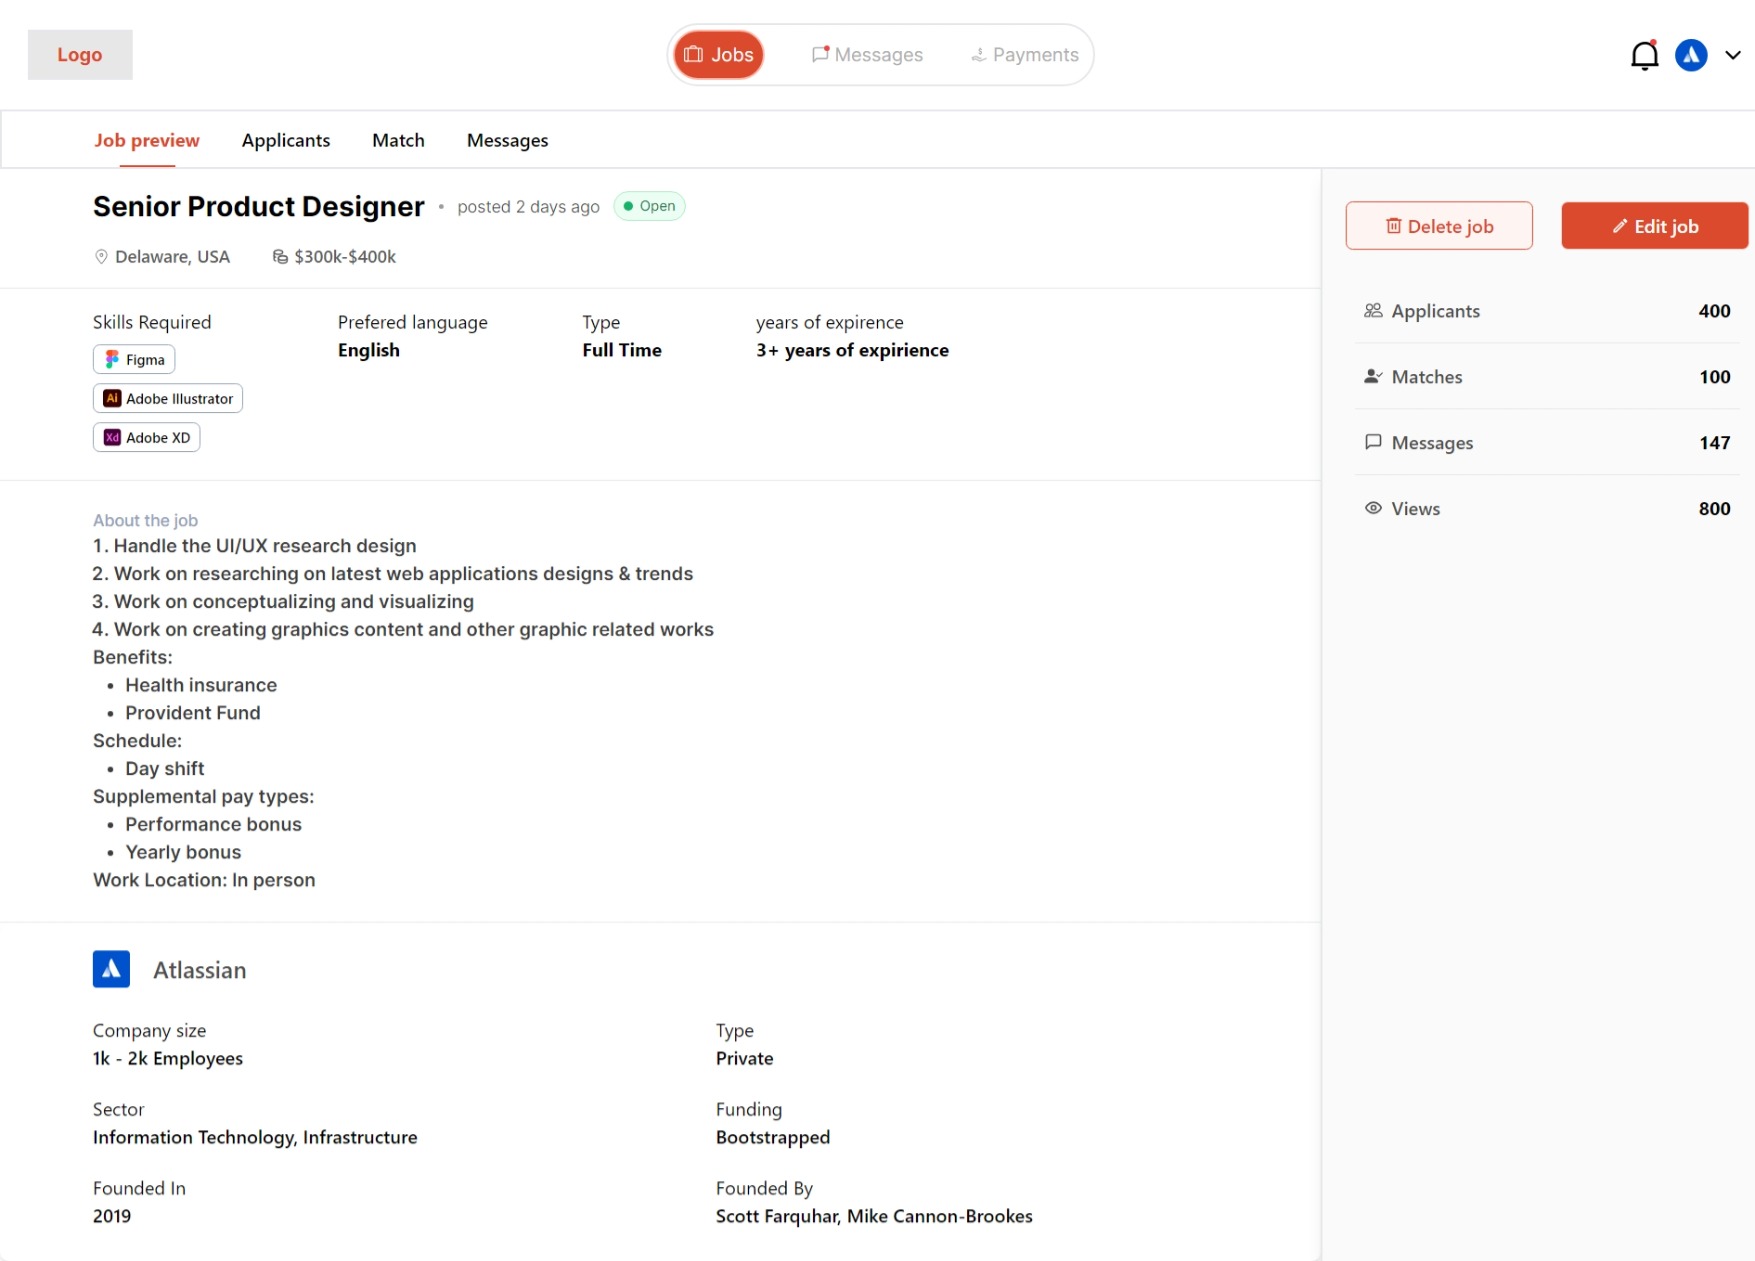 Logo
Jobs
Messages
Payments
Job preview
Applicants
Match
Messages
Senior Product Designer • posted 2 days ago
Open
Delaware, USA
$300k-$400k
Delete job
Edit job
Applicants 400
Matches 100
Messages 147
Views 800
Skills Required
Figma
Ai Adobe Illustrator
Xd Adobe XD
Prefered language
English
Type
Full Time
years of expirence
3+ years of expirience
About the job
1. Handle the UI/UX research design
2. Work on researching on latest web applications designs & trends
3. Work on conceptualizing and visualizing
4. Work on creating graphics content and other graphic related works
Benefits:
• Health insurance
• Provident Fund
Schedule:
• Day shift
Supplemental pay types:
• Performance bonus
• Yearly bonus
Work Location: In person
Atlassian
Company size
1k - 2k Employees
Type
Private
Sector
Information Technology, Infrastructure
Funding
Bootstrapped
Founded In
2019
Founded By
Scott Farquhar, Mike Cannon-Brookes